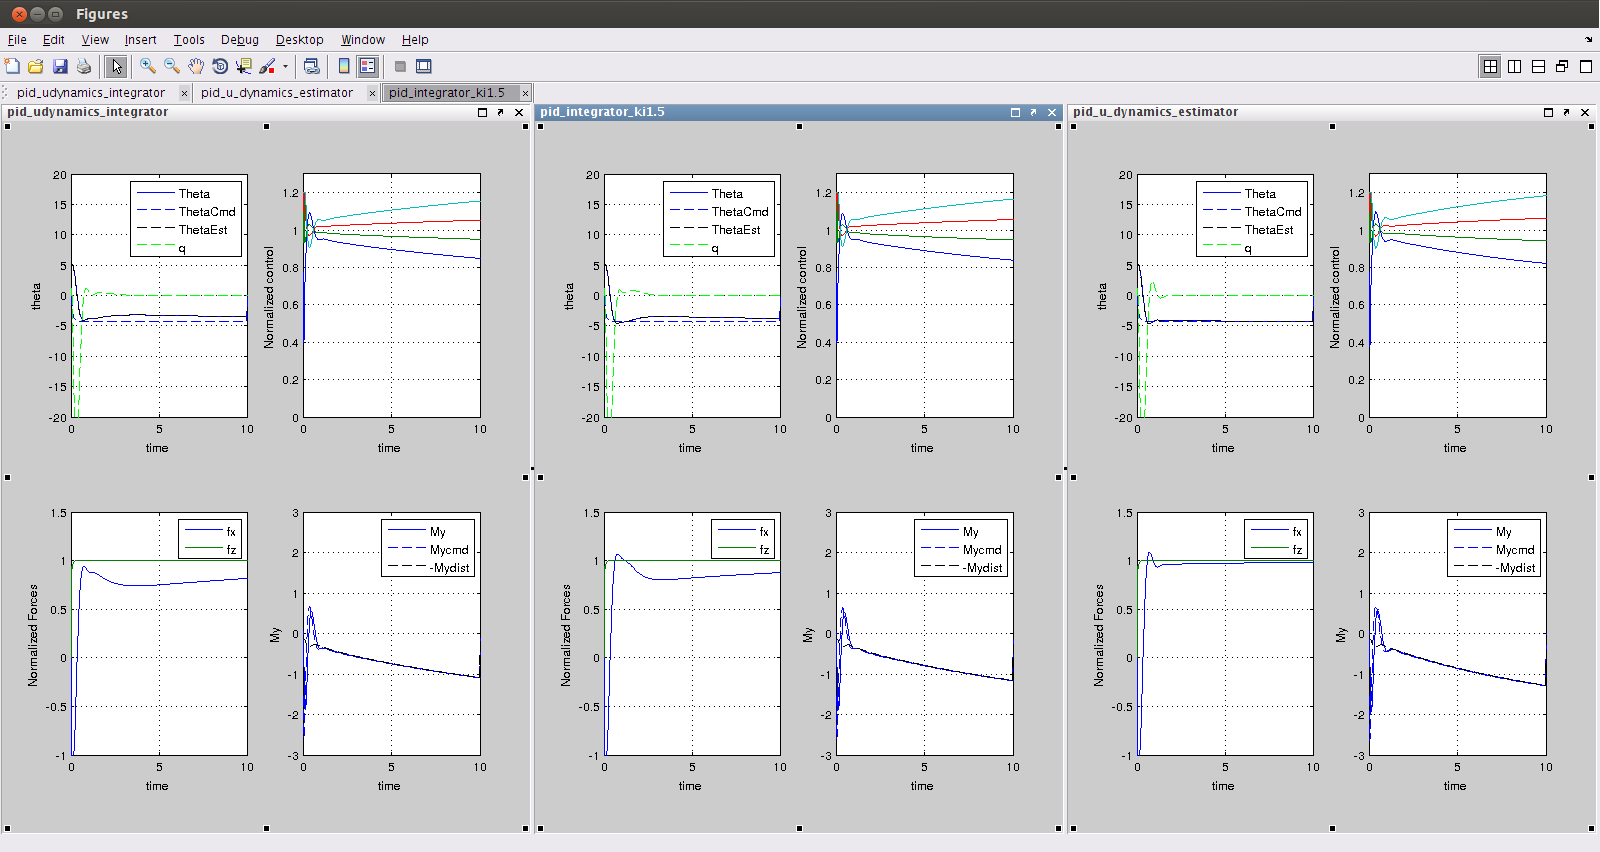 Figures
File Edit View Insert Tools Debug Desktop Window Help
pid_udynamics_integrator pid_u_dynamics_estimator pid_integrator_ki1.5
pid_udynamics_integrator
20
15
10
5
0
-5
-10
-15
-20
theta
Theta
ThetaCmd
ThetaEst
q
0 5 10
time
1.2
1
0.8
0.6
0.4
0.2
0
Normalized control
0 5 10
time
1.5
1
0.5
0
-0.5
-1
Normalized Forces
fx
fz
0 5 10
time
3
2
1
0
-1
-2
-3
My
My
Mycmd
-Mydist
0 5 10
time
pid_integrator_ki1.5
20
15
10
5
0
-5
-10
-15
-20
theta
Theta
ThetaCmd
ThetaEst
q
0 5 10
time
1.2
1
0.8
0.6
0.4
0.2
0
Normalized control
0 5 10
time
1.5
1
0.5
0
-0.5
-1
Normalized Forces
fx
fz
0 5 10
time
3
2
1
0
-1
-2
-3
My
My
Mycmd
-Mydist
0 5 10
time
pid_u_dynamics_estimator
20
15
10
5
0
-5
-10
-15
-20
theta
Theta
ThetaCmd
ThetaEst
q
0 5 10
time
1.2
1
0.8
0.6
0.4
0.2
0
Normalized control
0 5 10
time
1.5
1
0.5
0
-0.5
-1
Normalized Forces
fx
fz
0 5 10
time
3
2
1
0
-1
-2
-3
My
My
Mycmd
-Mydist
0 5 10
time